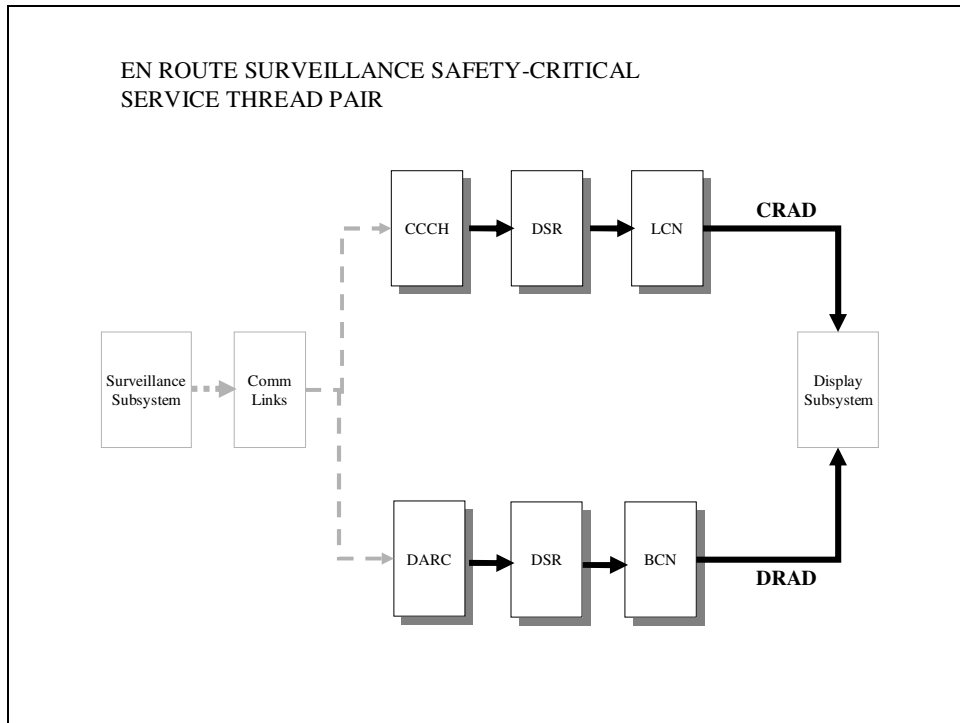 EN ROUTE SURVEILLANCE SAFETY-CRITICAL
SERVICE THREAD PAIR
CCCH
DSR
LCN
CRAD
Surveillance
Subsystem
Comm
Links
Display
Subsystem
DARC
DSR
BCN
DRAD